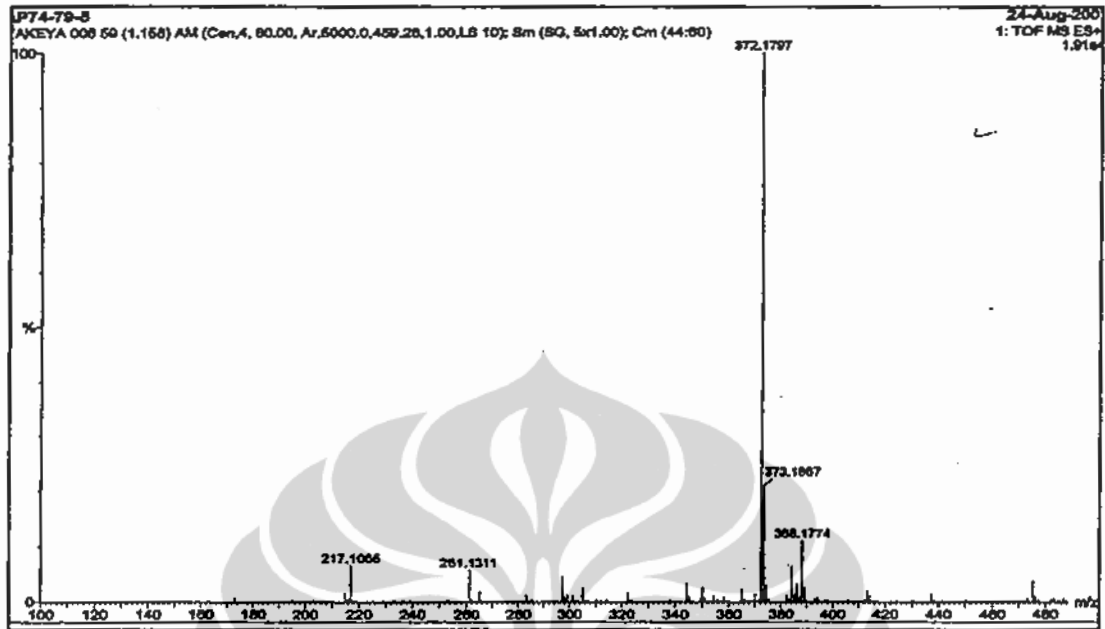 LP74-79-5 24-Aug-200
AKEYA 006 59 (1.158) AM (Cen,4, 80.00, Ar,5000.0,459.28,1.00,LS 10); Sm (SG, 5x1.00); Cm (44:60)
1: TOF MS ES+
1.91e4
100
372.1797
%
373.1867
388.1774
217.1065
261.1311
0
100 120 140 160 180 200 220 240 260 280 300 320 340 360 380 400 420 440 460 480 m/z